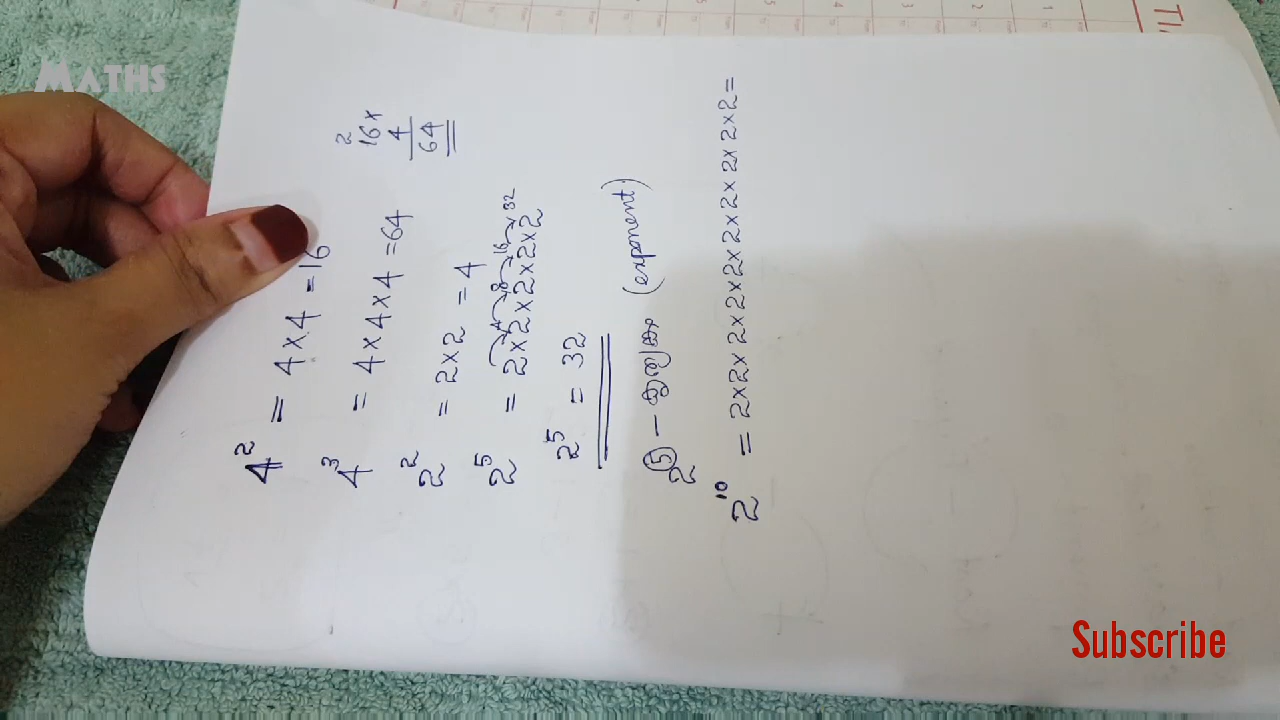 MATHS
4² = 4×4 = 16
4³ = 4×4×4 = 64
2
16×
4
64
2² = 2×2 = 4
4 8 16 32
2⁵ = 2×2×2×2×2
2⁵ = 32
2⁵ – (exponent)
2¹⁰ = 2×2×2×2×2×2×2×2×2×2=
Subscribe